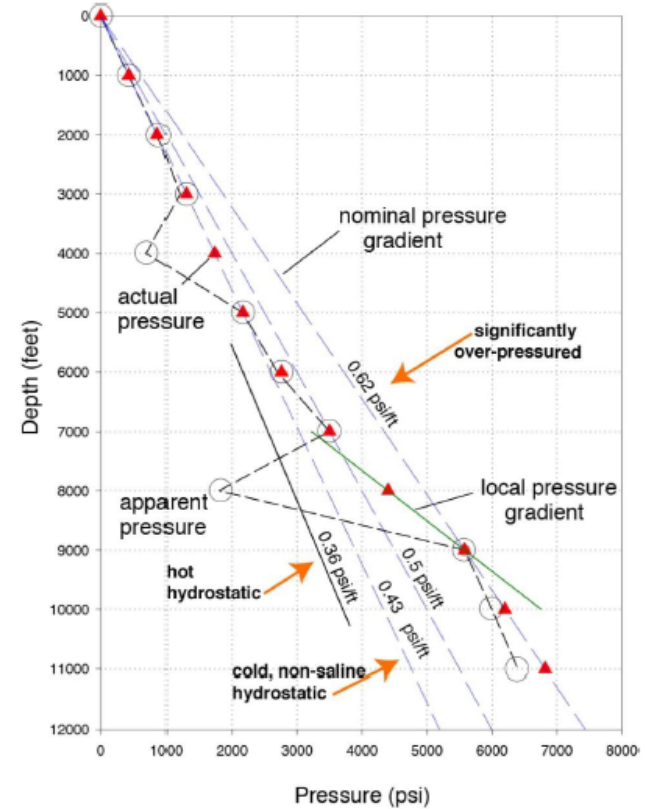 0
1000
2000
3000
4000
5000
6000
7000
8000
9000
10000
11000
12000
Depth (feet)
nominal pressure
gradient
actual
pressure
significantly
over-pressured
0.62 psi/ft
local pressure
gradient
apparent
pressure
0.36 psi/ft
0.5 psi/ft
0.43 psi/ft
hot
hydrostatic
cold, non-saline
hydrostatic
0 1000 2000 3000 4000 5000 6000 7000 8000
Pressure (psi)